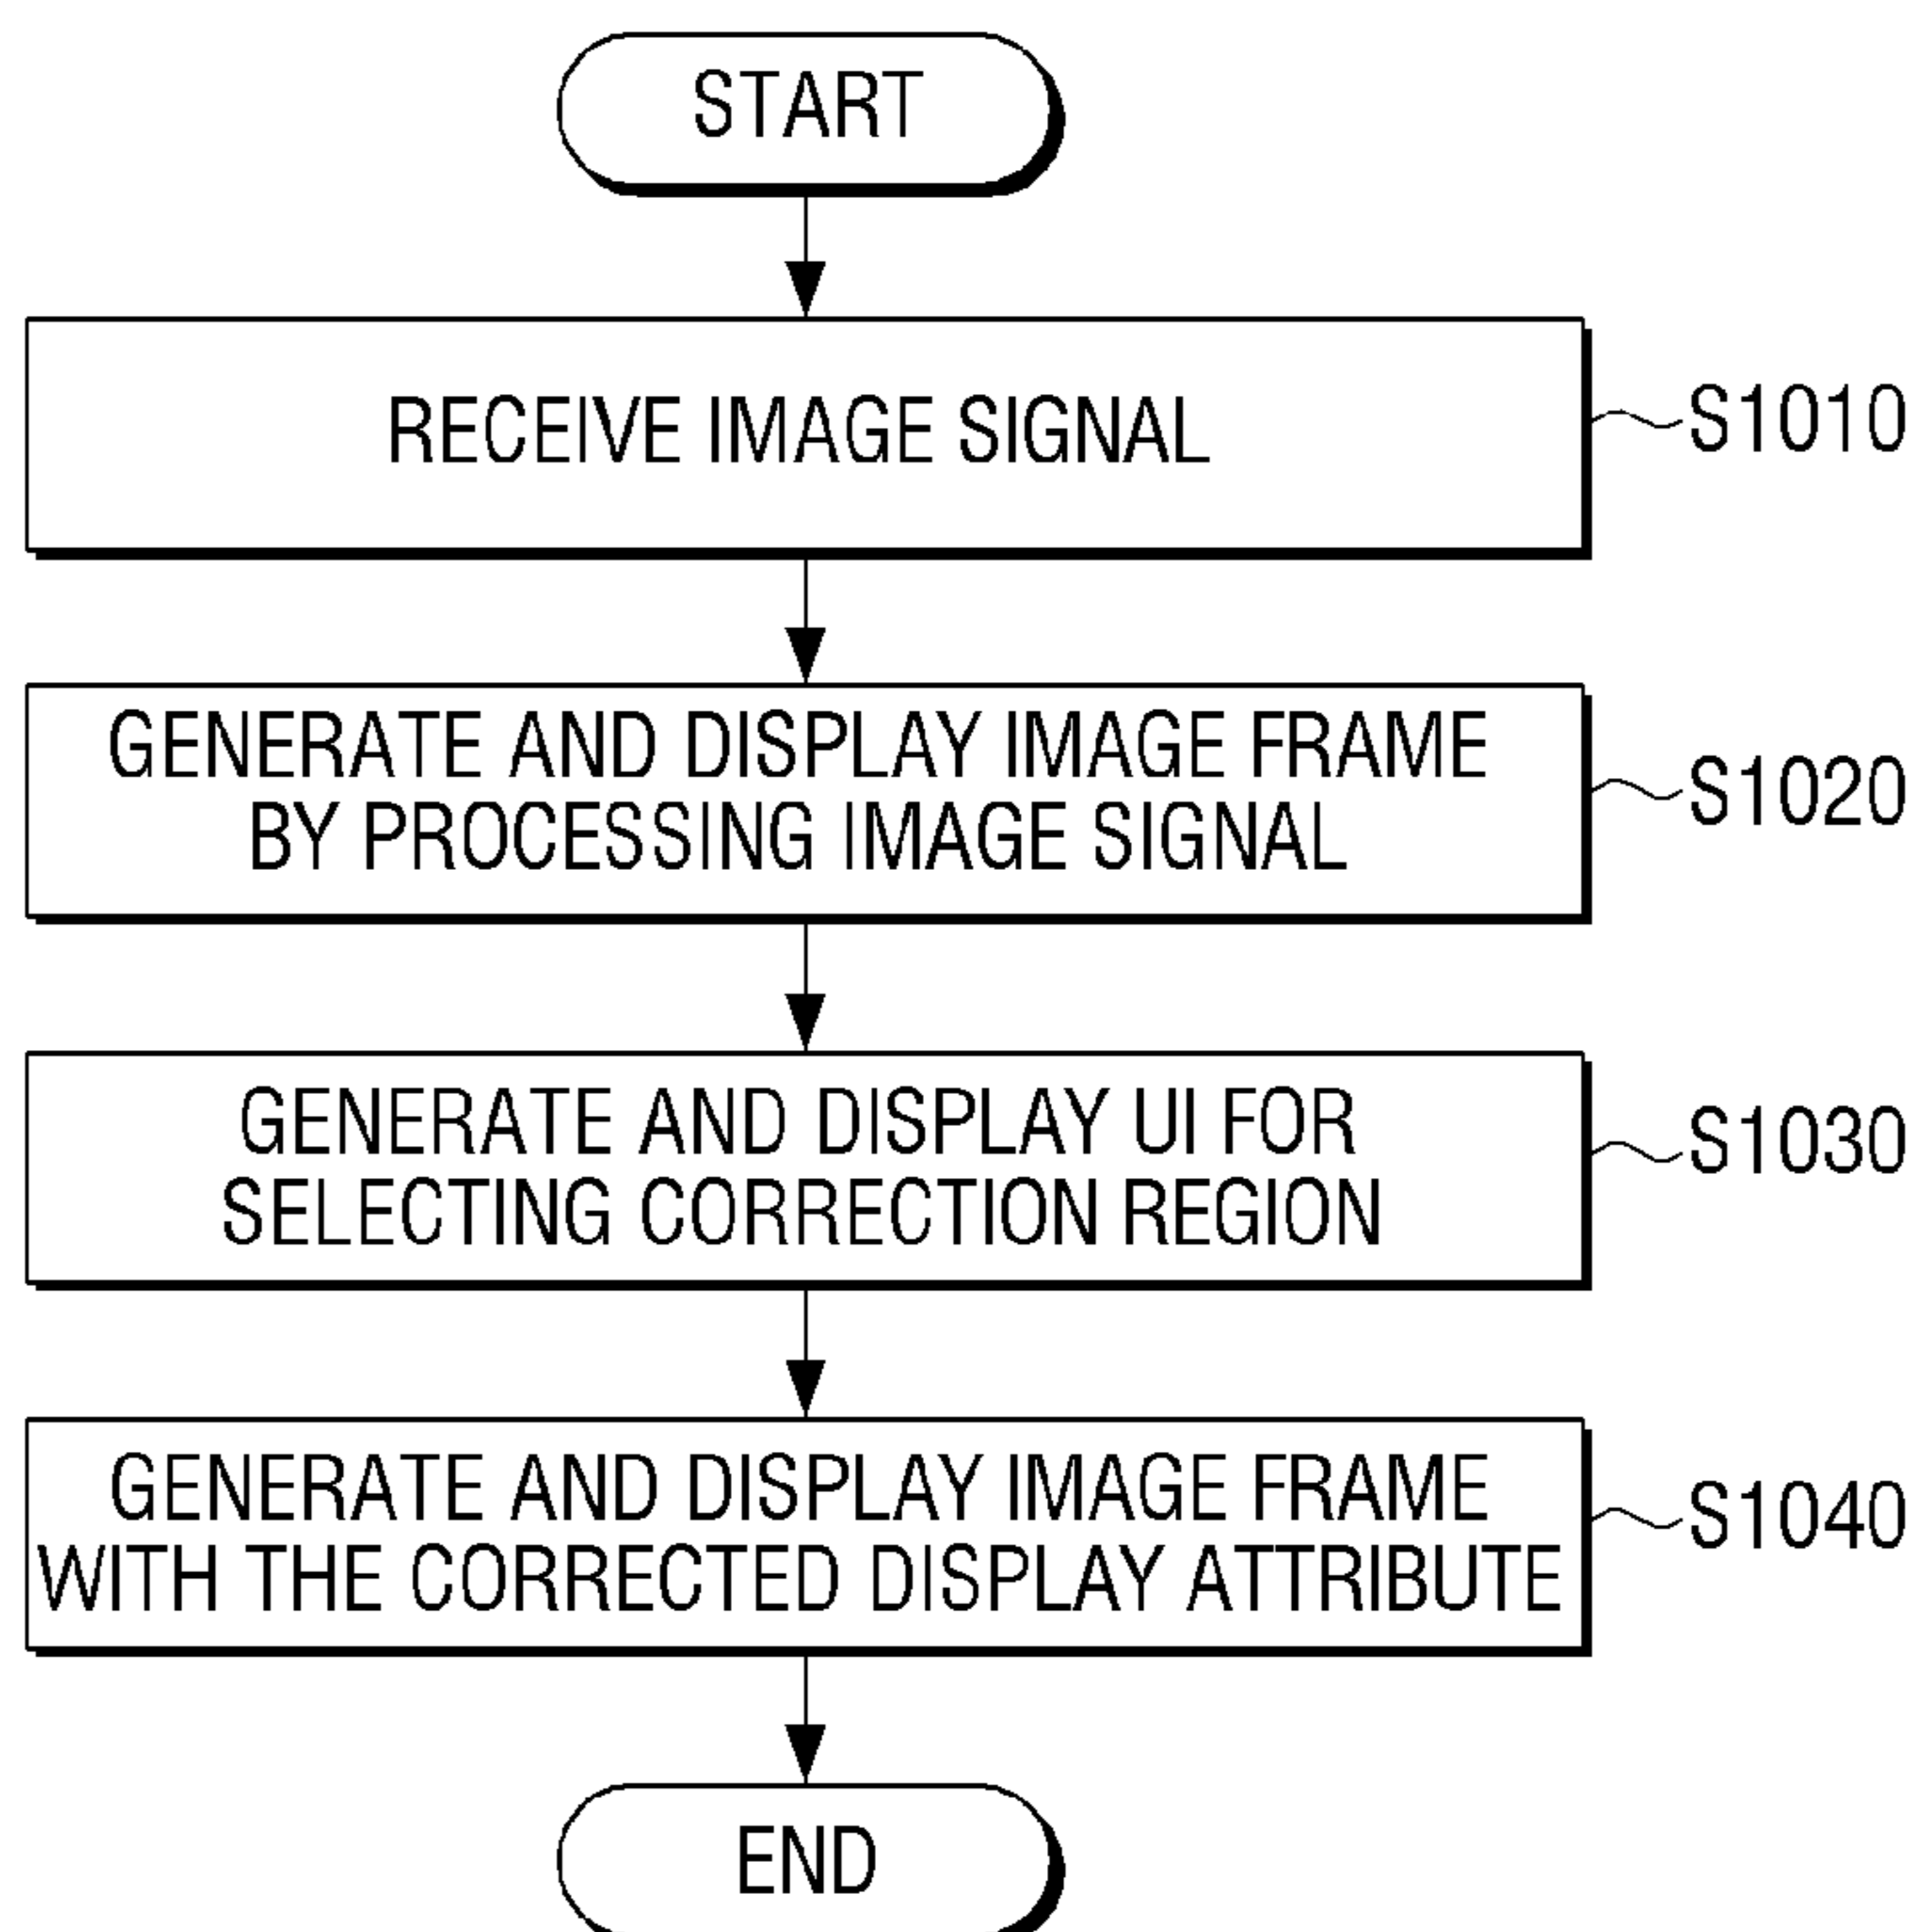 START
RECEIVE IMAGE SIGNAL
S1010
GENERATE AND DISPLAY IMAGE FRAME
BY PROCESSING IMAGE SIGNAL
S1020
GENERATE AND DISPLAY UI FOR
SELECTING CORRECTION REGION
S1030
GENERATE AND DISPLAY IMAGE FRAME
WITH THE CORRECTED DISPLAY ATTRIBUTE
S1040
END